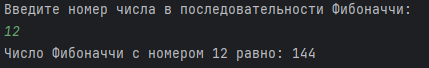 Введите номер числа в последовательности Фибоначчи:
12
Число Фибоначчи с номером 12 равно: 144